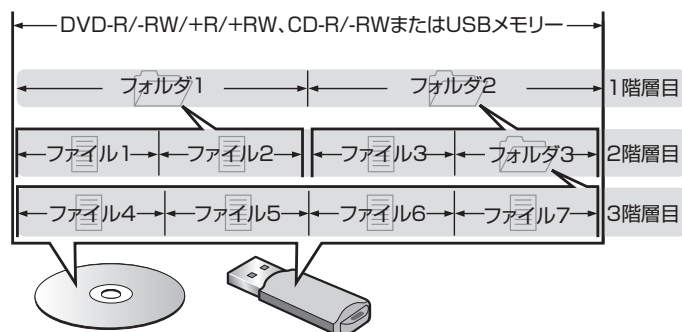 DVD-R/-RW/+R/+RW、CD-R/-RWまたはUSBメモリー
フォルダ1 フォルダ2 1階層目
ファイル1 ファイル2 ファイル3 フォルダ3 2階層目
ファイル4 ファイル5 ファイル6 ファイル7 3階層目